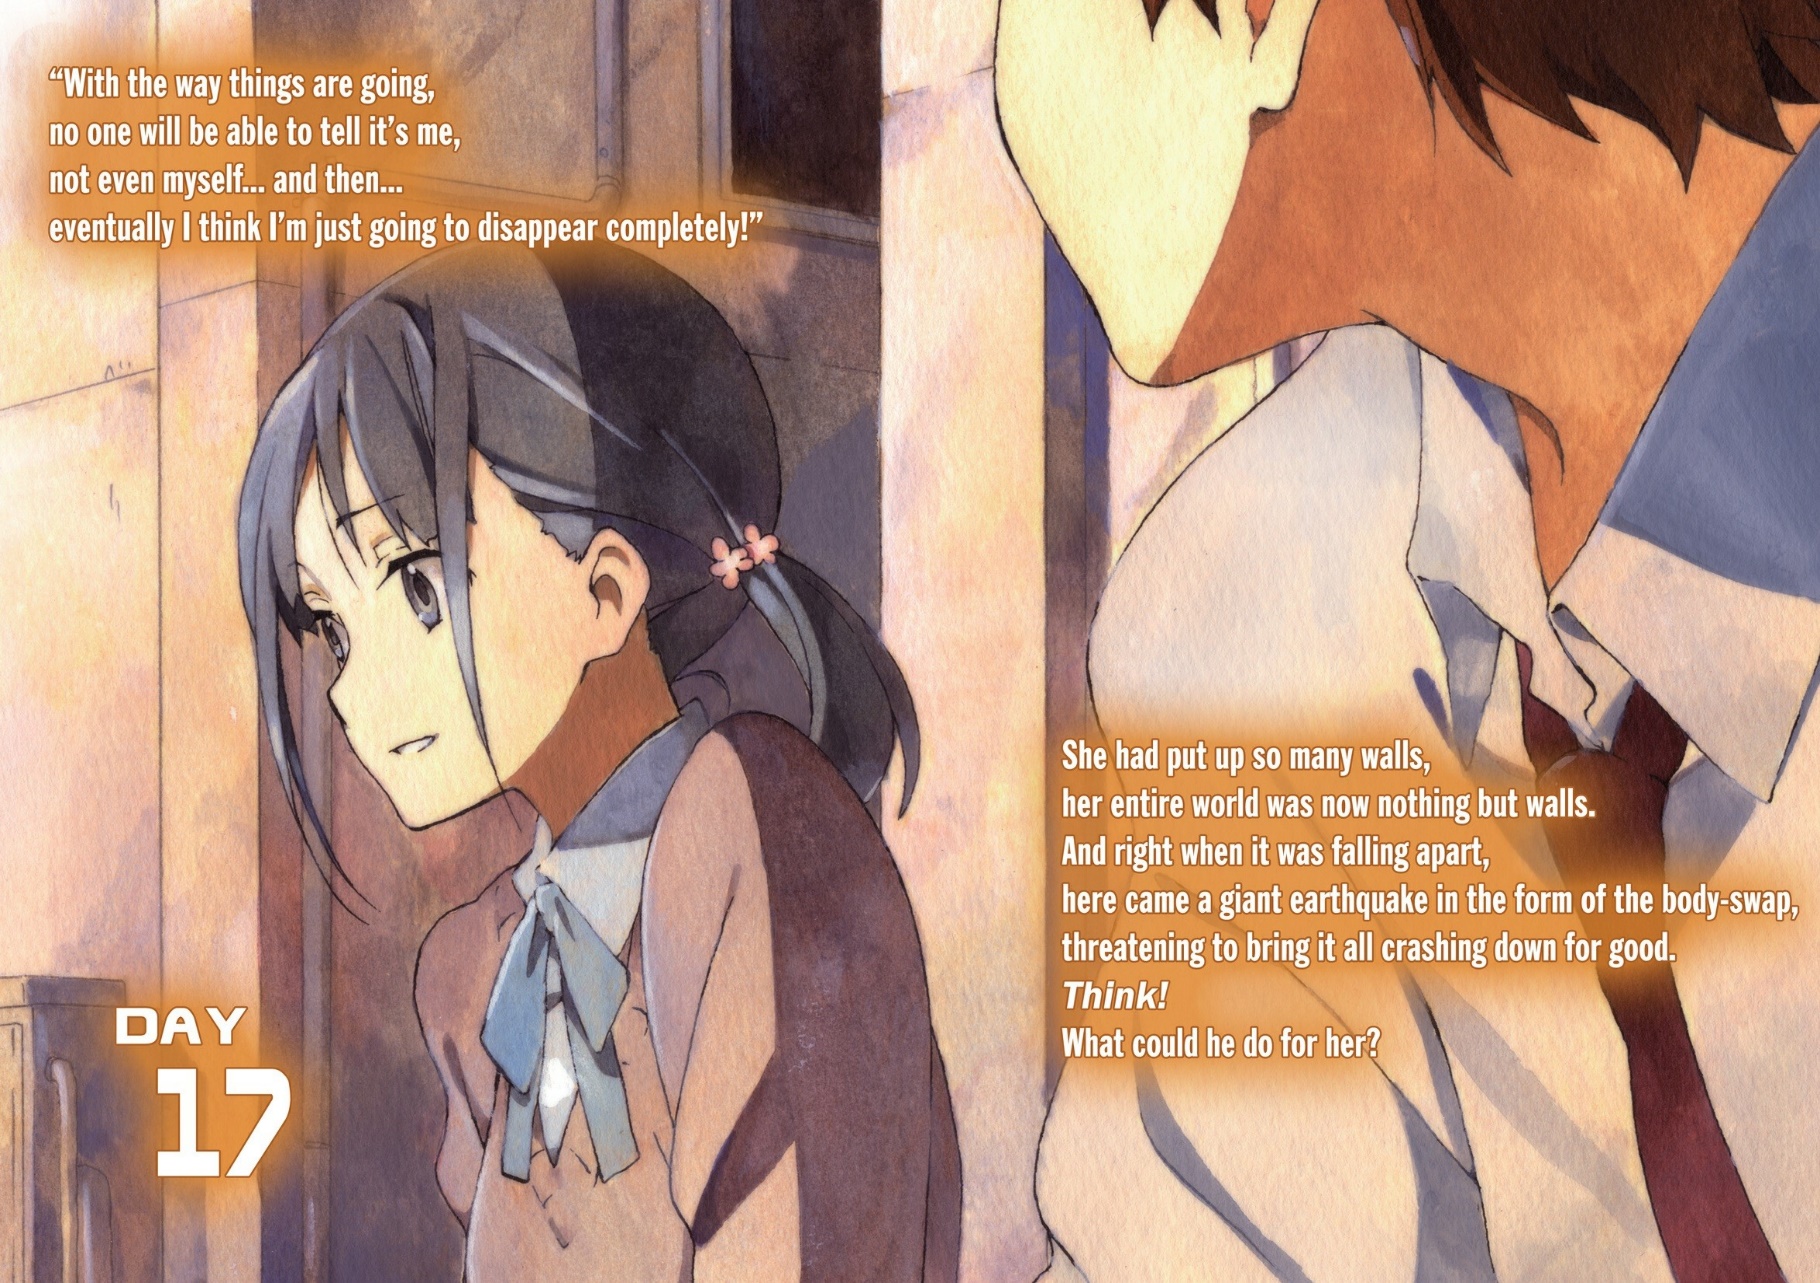 “With the way things are going,
no one will be able to tell it’s me,
not even myself... and then...
eventually I think I’m just going to disappear completely!”
She had put up so many walls,
her entire world was now nothing but walls.
And right when it was falling apart,
here came a giant earthquake in the form of the body-swap,
threatening to bring it all crashing down for good.
Think!
What could he do for her?
DAY
17